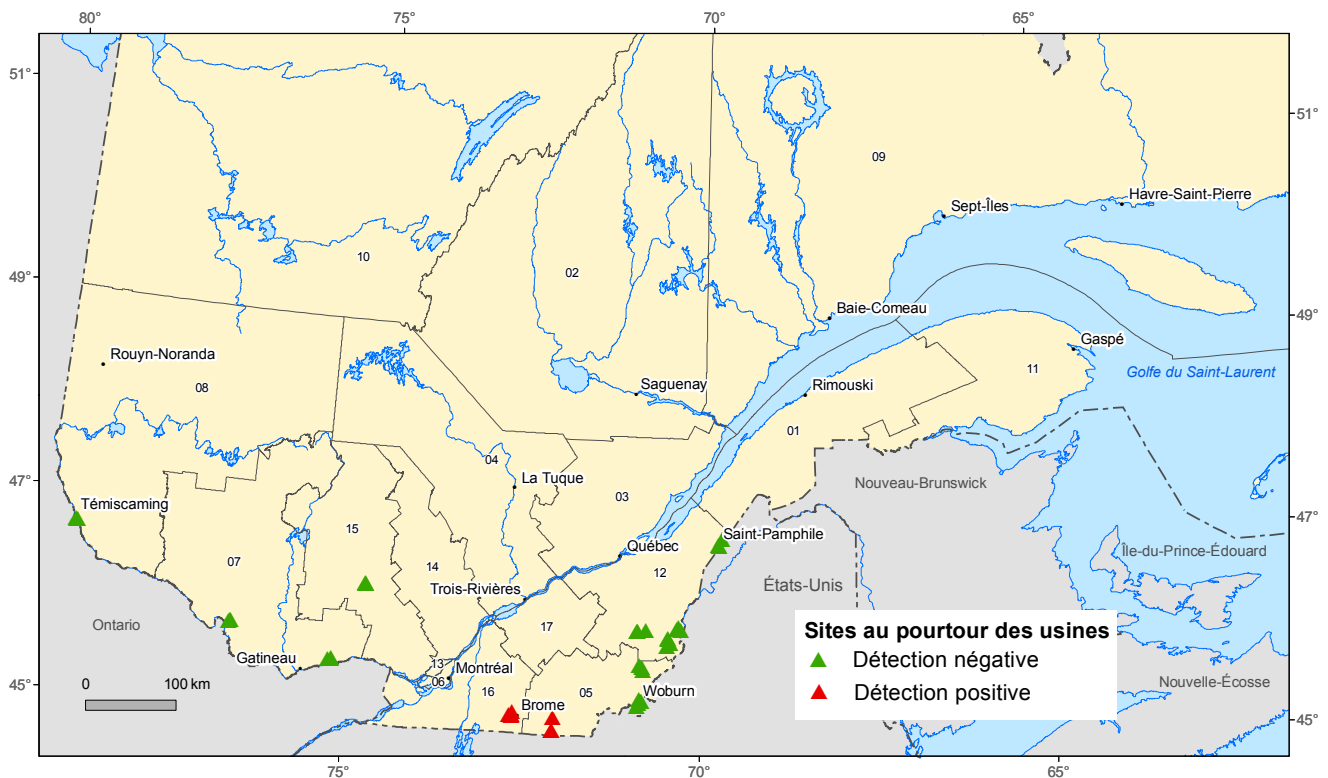 80°
75°
70°
65°
51°
51°
09
Havre-Saint-Pierre
Sept-Îles
10
02
49°
49°
Baie-Comeau
Gaspé
Rouyn-Noranda
08
Saguenay
Rimouski
11
Golfe du Saint-Laurent
01
04
La Tuque
03
47°
47°
Témiscaming
15
Nouveau-Brunswick
Saint-Pamphile
Québec
Île-du-Prince-Édouard
07
14
12
Trois-Rivières
États-Unis
Ontario
17
Sites au pourtour des usines
Détection négative
Détection positive
Gatineau
13
06
Montréal
16
05
Woburn
Brome
Nouvelle-Écosse
0
100 km
45°
45°
75°
70°
65°